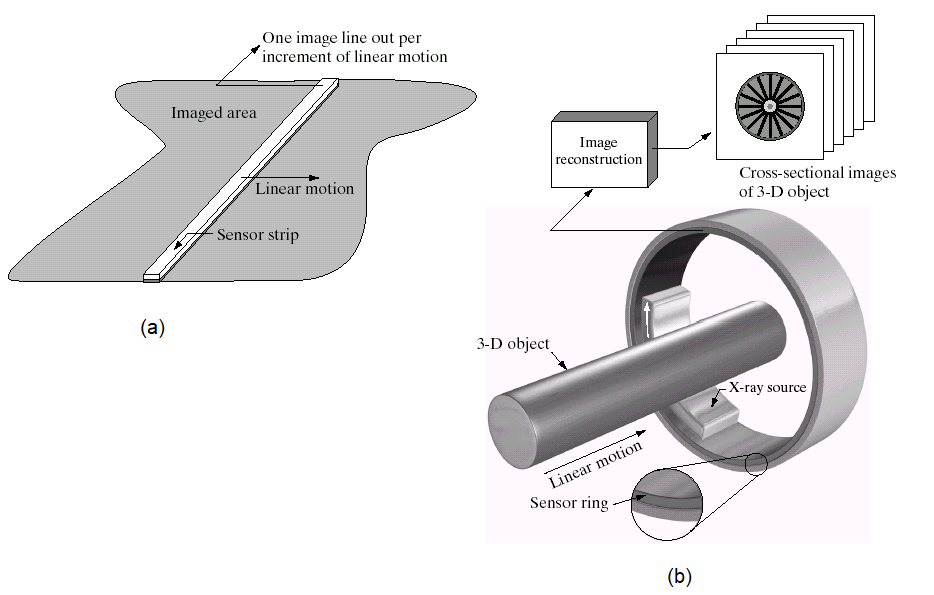 One image line out per
increment of linear motion
Imaged area
Linear motion
Sensor strip
(a)
Image
reconstruction
Cross-sectional images
of 3-D object
3-D object
X-ray source
Linear motion
Sensor ring
(b)